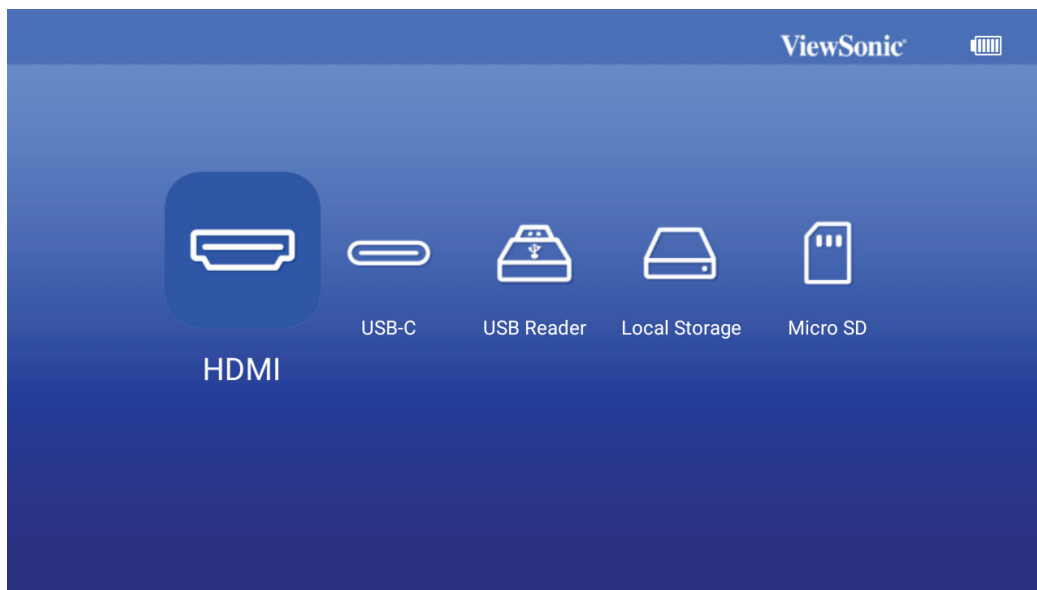 ViewSonic
USB-C
USB Reader
Local Storage
Micro SD
HDMI